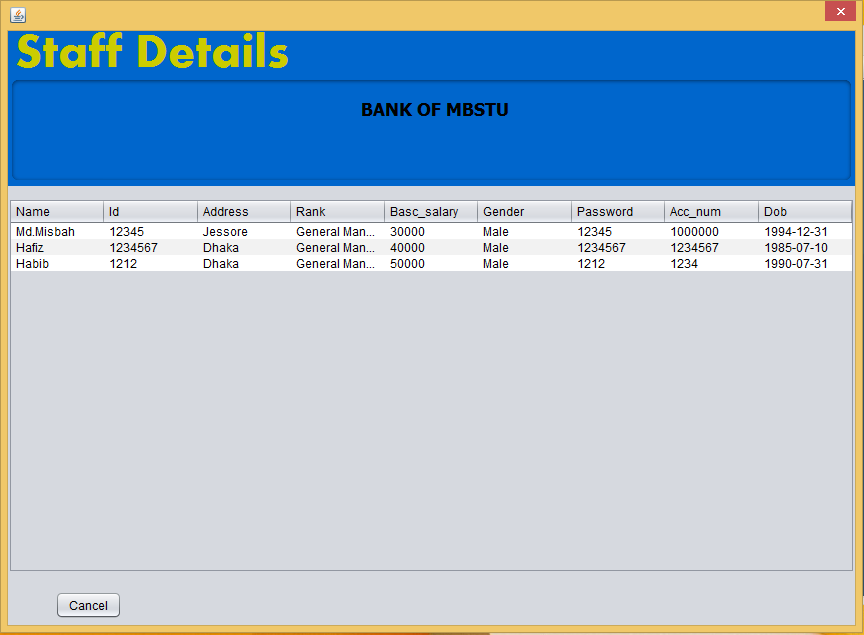 Staff Details
BANK OF MBSTU
Name Id Address Rank Basc_salary Gender Password Acc_num Dob
Md.Misbah 12345 Jessore General Man... 30000 Male 12345 1000000 1994-12-31
Hafiz 1234567 Dhaka General Man... 40000 Male 1234567 1234567 1985-07-10
Habib 1212 Dhaka General Man... 50000 Male 1212 1234 1990-07-31
Cancel